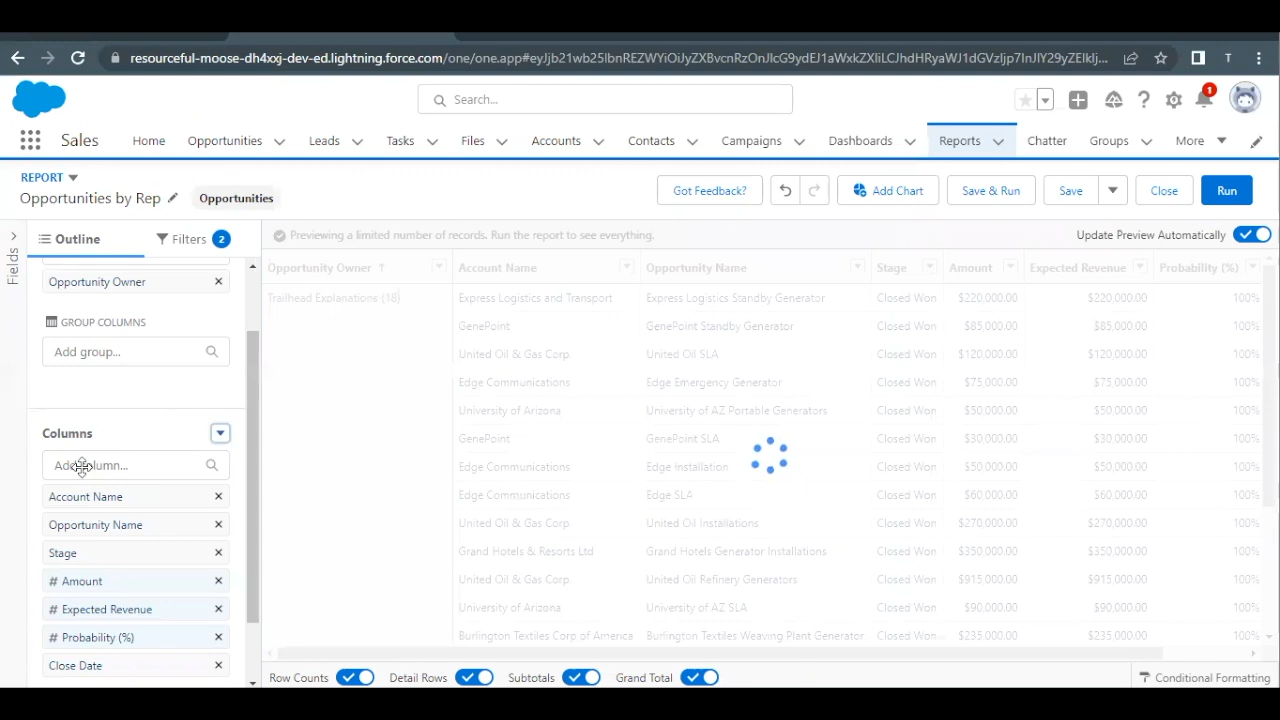 resourceful-moose-dh4xxj-dev-ed.lightning.force.com/one/one.app#eyJjb21wb25lbnREZWYiOiJyZXBvcnRzOnJlcG9ydEJ1aWxkZXIiLCJhdHRyaWJ1dGVzIjp7InJlY29yZElkIj...
T
Search...
1
Sales
Home
Opportunities
Leads
Tasks
Files
Accounts
Contacts
Campaigns
Dashboards
Reports
Chatter
Groups
More
REPORT
Opportunities by Rep
Opportunities
Got Feedback?
Add Chart
Save & Run
Save
Close
Run
Fields
Outline
Filters 2
Previewing a limited number of records. Run the report to see everything.
Update Preview Automatically
Opportunity Owner
GROUP COLUMNS
Add group...
Columns
Account Name
Opportunity Name
Stage
# Amount
# Expected Revenue
# Probability (%)
Close Date
Opportunity Owner ↑ Account Name Opportunity Name Stage Amount Expected Revenue Probability (%)
Trailhead Explanations (18) Express Logistics and Transport Express Logistics Standby Generator Closed Won $220,000.00 $220,000.00 100%
GenePoint GenePoint Standby Generator Closed Won $85,000.00 $85,000.00 100%
United Oil & Gas Corp. United Oil SLA Closed Won $120,000.00 $120,000.00 100%
Edge Communications Edge Emergency Generator Closed Won $75,000.00 $75,000.00 100%
University of Arizona University of AZ Portable Generators Closed Won $50,000.00 $50,000.00 100%
GenePoint GenePoint SLA Closed Won $30,000.00 $30,000.00 100%
Edge Communications Edge Installation Closed Won $50,000.00 $50,000.00 100%
Edge Communications Edge SLA Closed Won $60,000.00 $60,000.00 100%
United Oil & Gas Corp. United Oil Installations Closed Won $270,000.00 $270,000.00 100%
Grand Hotels & Resorts Ltd Grand Hotels Generator Installations Closed Won $350,000.00 $350,000.00 100%
United Oil & Gas Corp. United Oil Refinery Generators Closed Won $915,000.00 $915,000.00 100%
University of Arizona University of AZ SLA Closed Won $90,000.00 $90,000.00 100%
Burlington Textiles Corp of America Burlington Textiles Weaving Plant Generator Closed Won $235,000.00 $235,000.00 100%
Row Counts
Detail Rows
Subtotals
Grand Total
Conditional Formatting